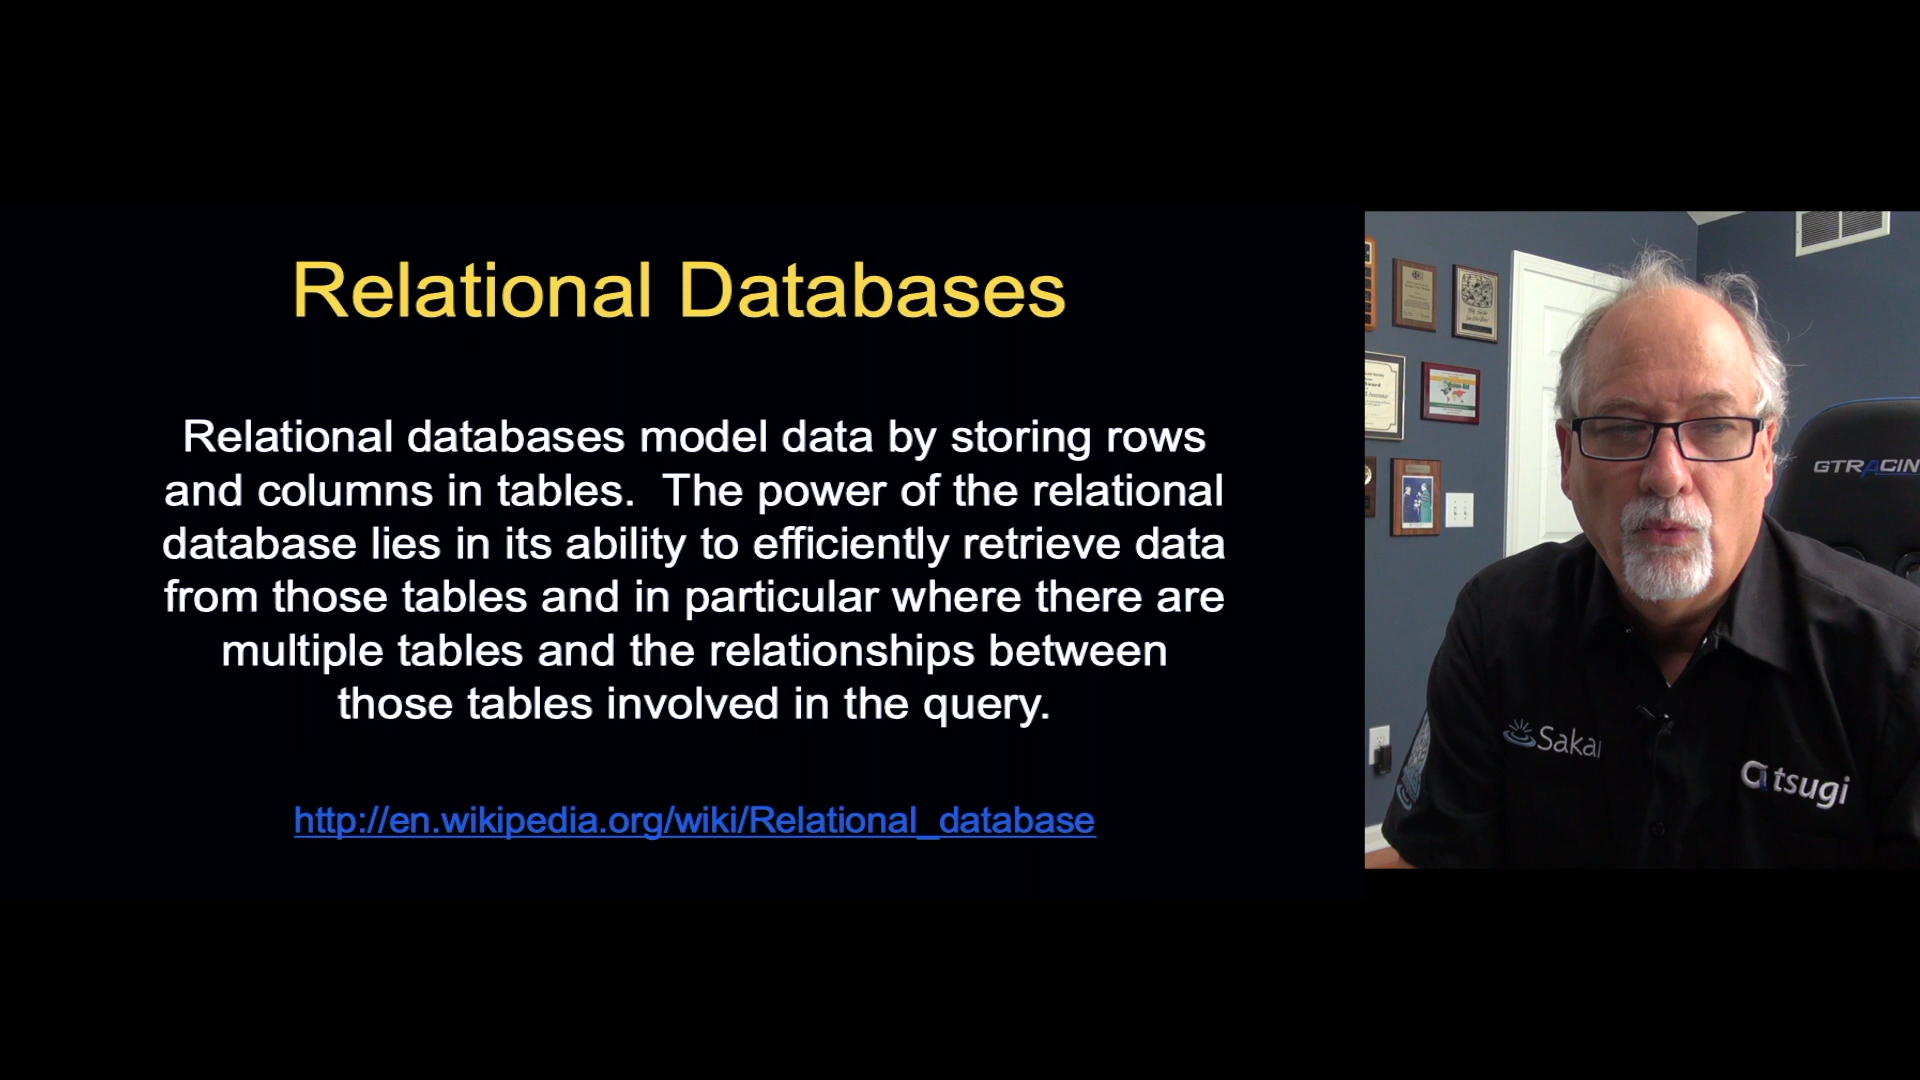 Relational Databases
Relational databases model data by storing rows
and columns in tables.  The power of the relational
database lies in its ability to efficiently retrieve data
from those tables and in particular where there are
multiple tables and the relationships between
those tables involved in the query.
http://en.wikipedia.org/wiki/Relational_database
GTRACIN
Sakai
tsugi